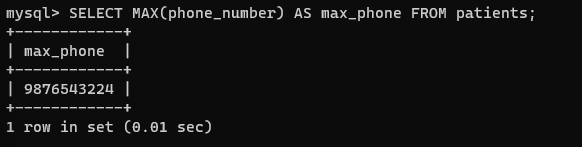 mysql> SELECT MAX(phone_number) AS max_phone FROM patients;
+------------+
| max_phone  |
+------------+
| 9876543224 |
+------------+
1 row in set (0.01 sec)